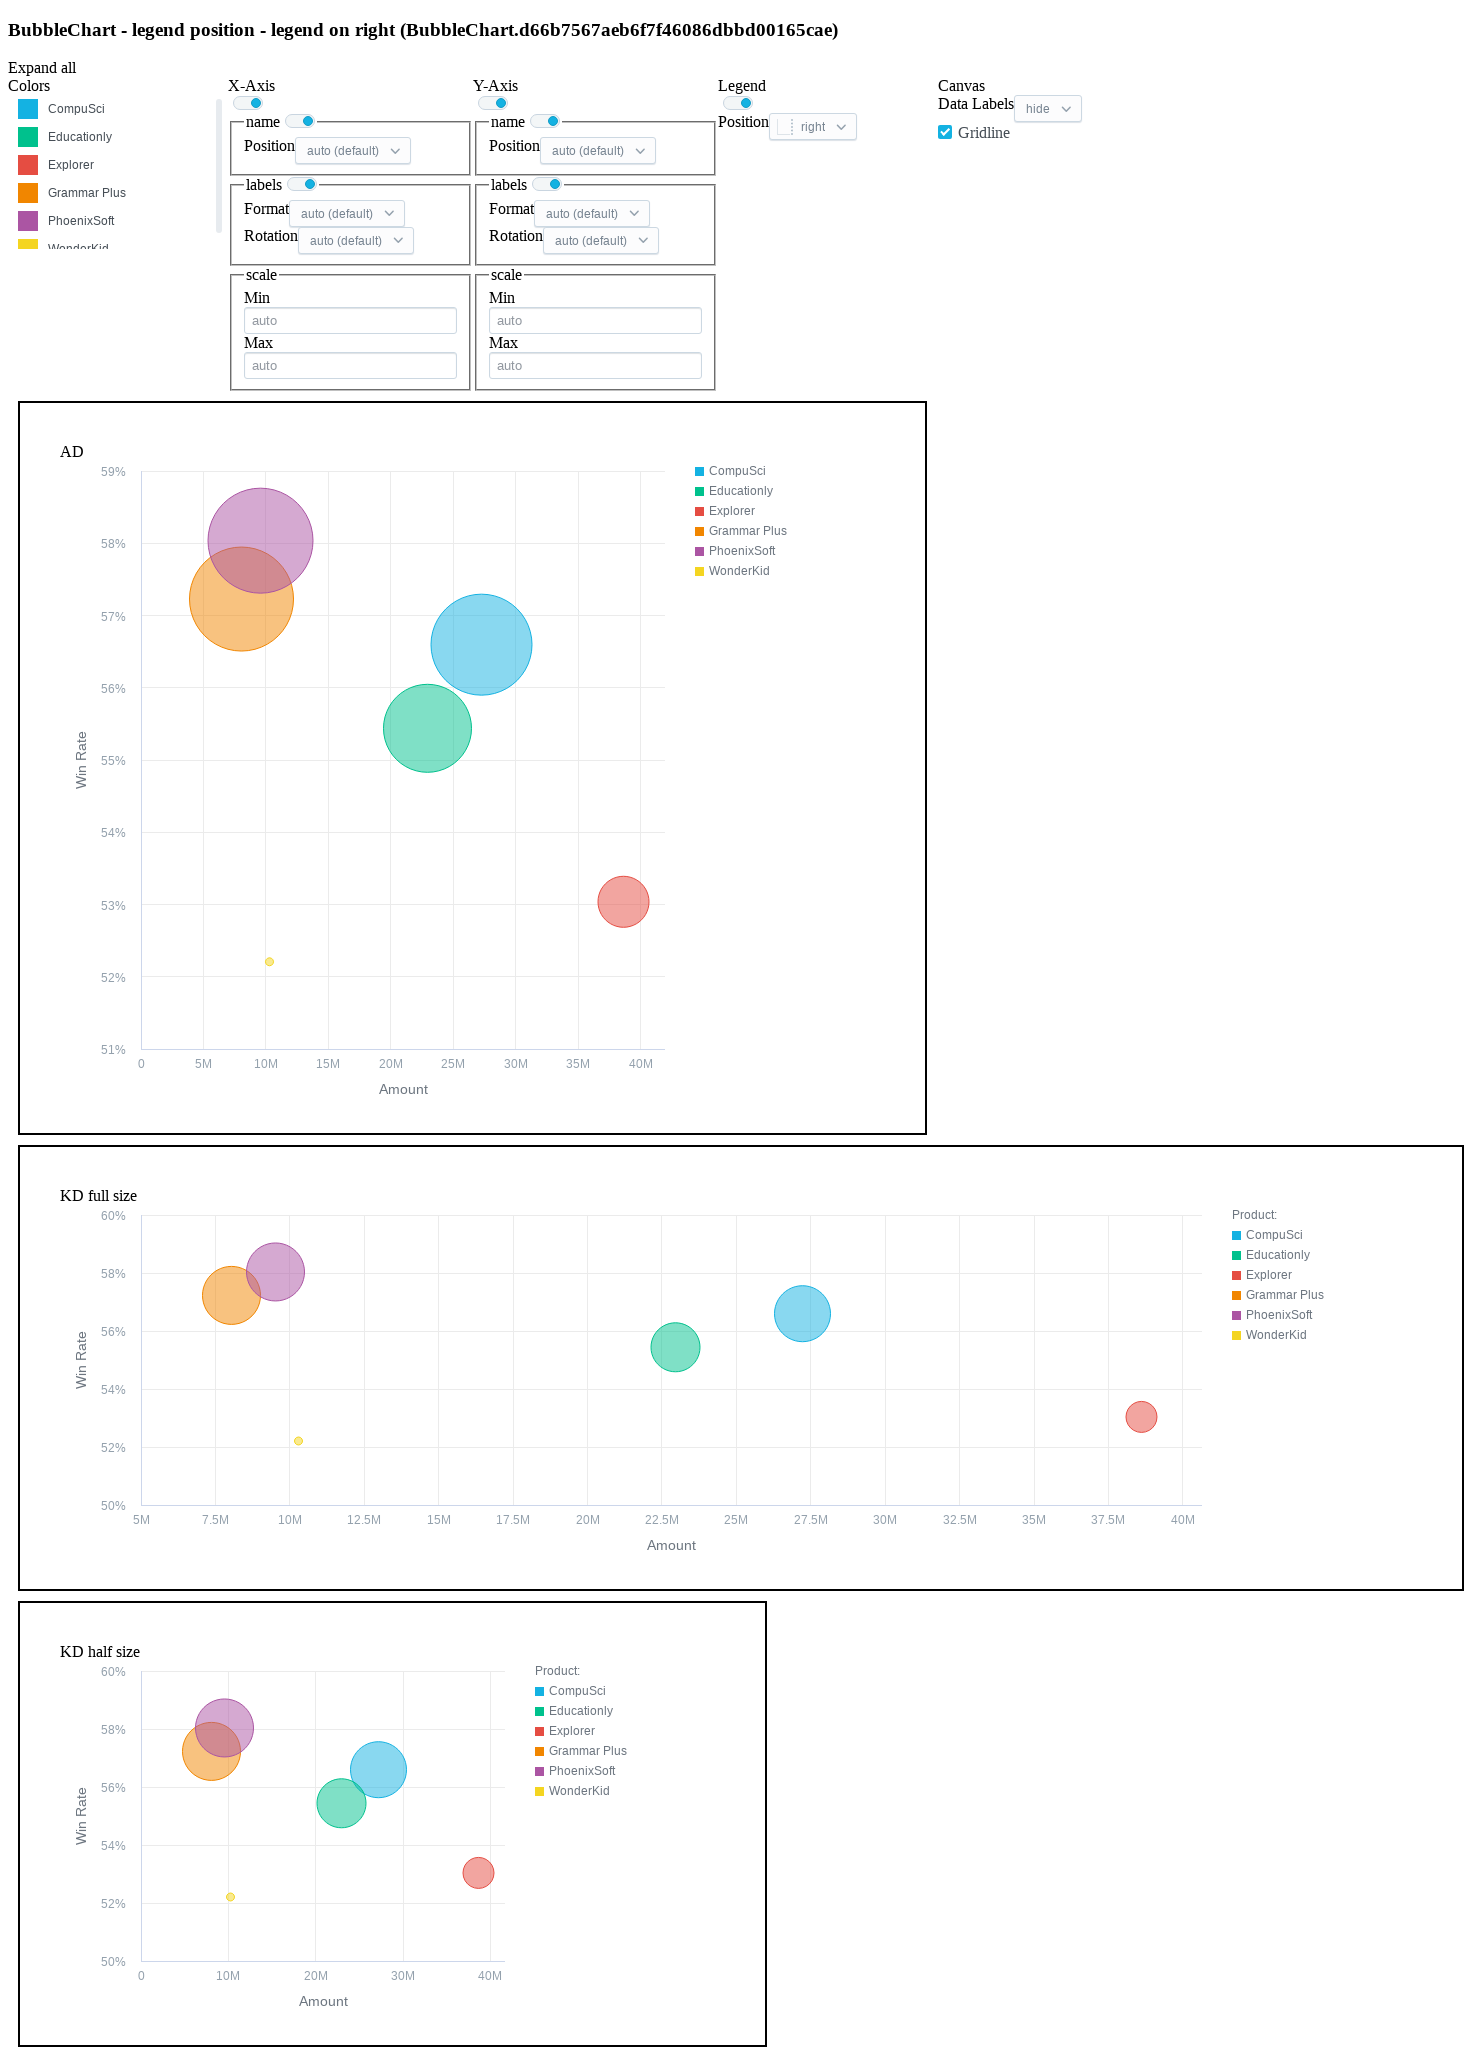 BubbleChart - legend position - legend on right (BubbleChart.d66b7567aeb6f7f46086dbbd00165cae)
Expand all
Colors
CompuSci
Educationly
Explorer
Grammar Plus
PhoenixSoft
WonderKid
X-Axis
name
Position auto (default)
labels
Format auto (default)
Rotation auto (default)
scale
Min
auto
Max
auto
Y-Axis
name
Position auto (default)
labels
Format auto (default)
Rotation auto (default)
scale
Min
auto
Max
auto
Legend
Position right
Canvas
Data Labels hide
Gridline
AD
59%
58%
57%
56%
55%
54%
53%
52%
51%
Win Rate
0 5M 10M 15M 20M 25M 30M 35M 40M
Amount
CompuSci
Educationly
Explorer
Grammar Plus
PhoenixSoft
WonderKid
KD full size
60%
58%
56%
54%
52%
50%
Win Rate
5M 7.5M 10M 12.5M 15M 17.5M 20M 22.5M 25M 27.5M 30M 32.5M 35M 37.5M 40M
Amount
Product:
CompuSci
Educationly
Explorer
Grammar Plus
PhoenixSoft
WonderKid
KD half size
60%
58%
56%
54%
52%
50%
Win Rate
0 10M 20M 30M 40M
Amount
Product:
CompuSci
Educationly
Explorer
Grammar Plus
PhoenixSoft
WonderKid